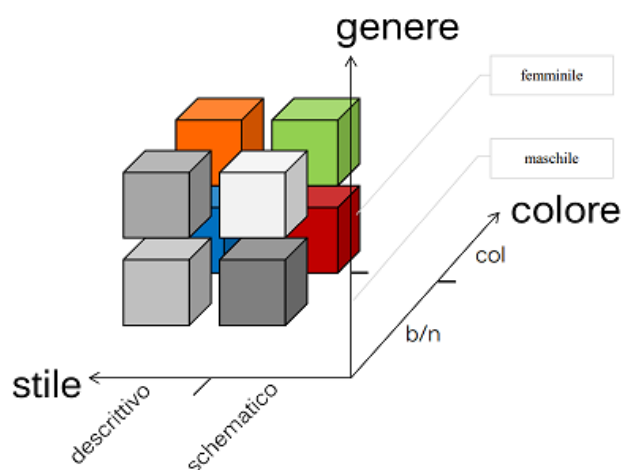 genere
femminile
maschile
colore
col
b/n
stile
descrittivo
schematico